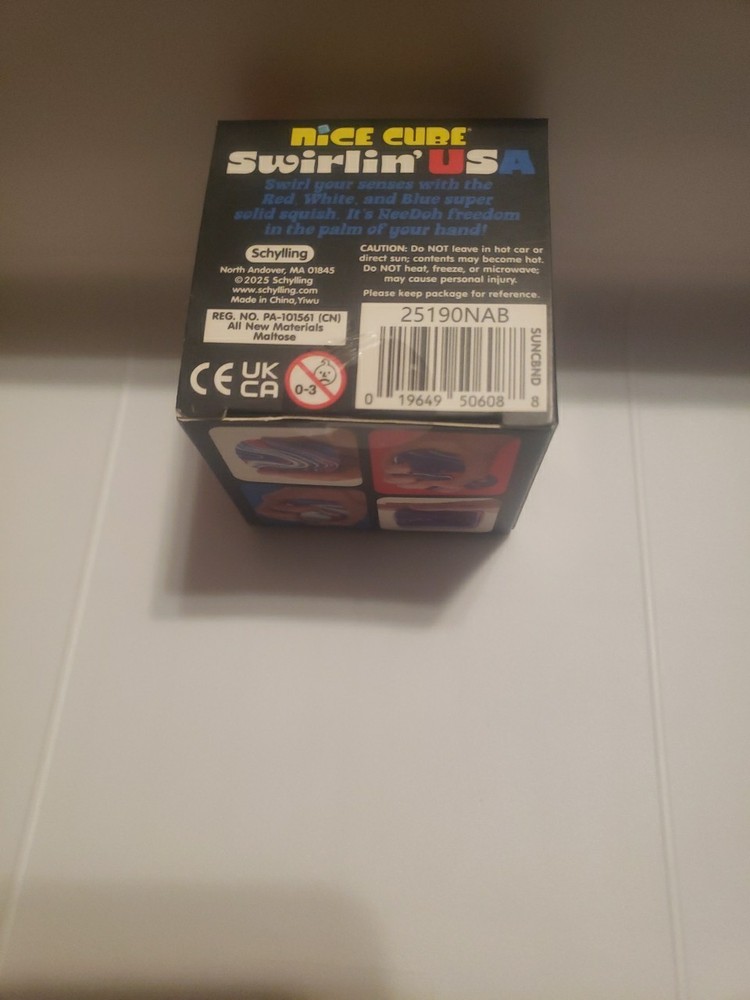 NiCE CUBE
Swirlin' USA
Swirl your senses with the
Red, White, and Blue super
solid squish. It's NeeDoh freedom
in the palm of your hand!
Schylling
North Andover, MA 01845
©2025 Schylling
www.schylling.com
Made in China,Yiwu
REG. NO. PA-101561 (CN)
All New Materials
Maltose
CE UK
CA
0-3
CAUTION: Do NOT leave in hot car or
direct sun; contents may become hot.
Do NOT heat, freeze, or microwave;
may cause personal injury.
Please keep package for reference.
25190NAB
SUNCBND
0 19649 50608 8